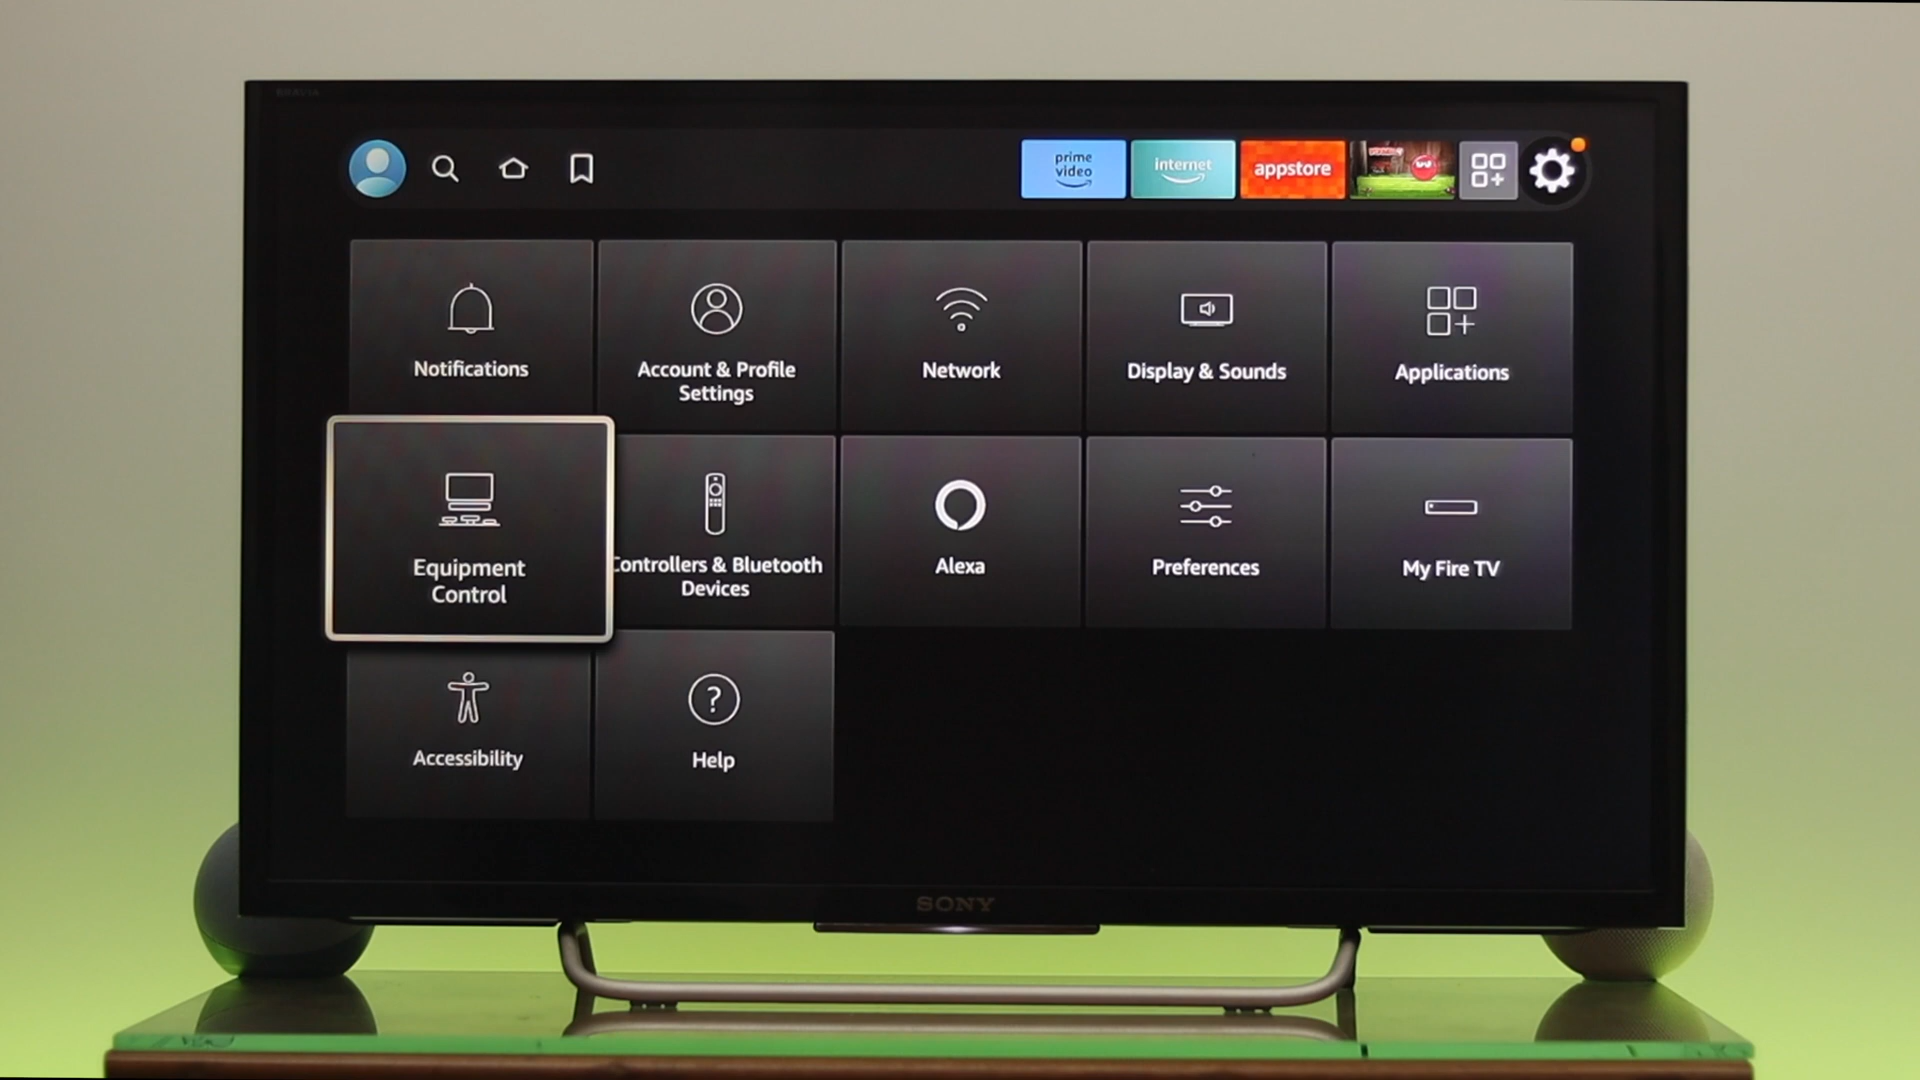 BRAVIA
prime
video
internet
appstore
Notifications
Account & Profile
Settings
Network
Display & Sounds
Applications
Equipment
Control
Controllers & Bluetooth
Devices
Alexa
Preferences
My Fire TV
Accessibility
Help
SONY